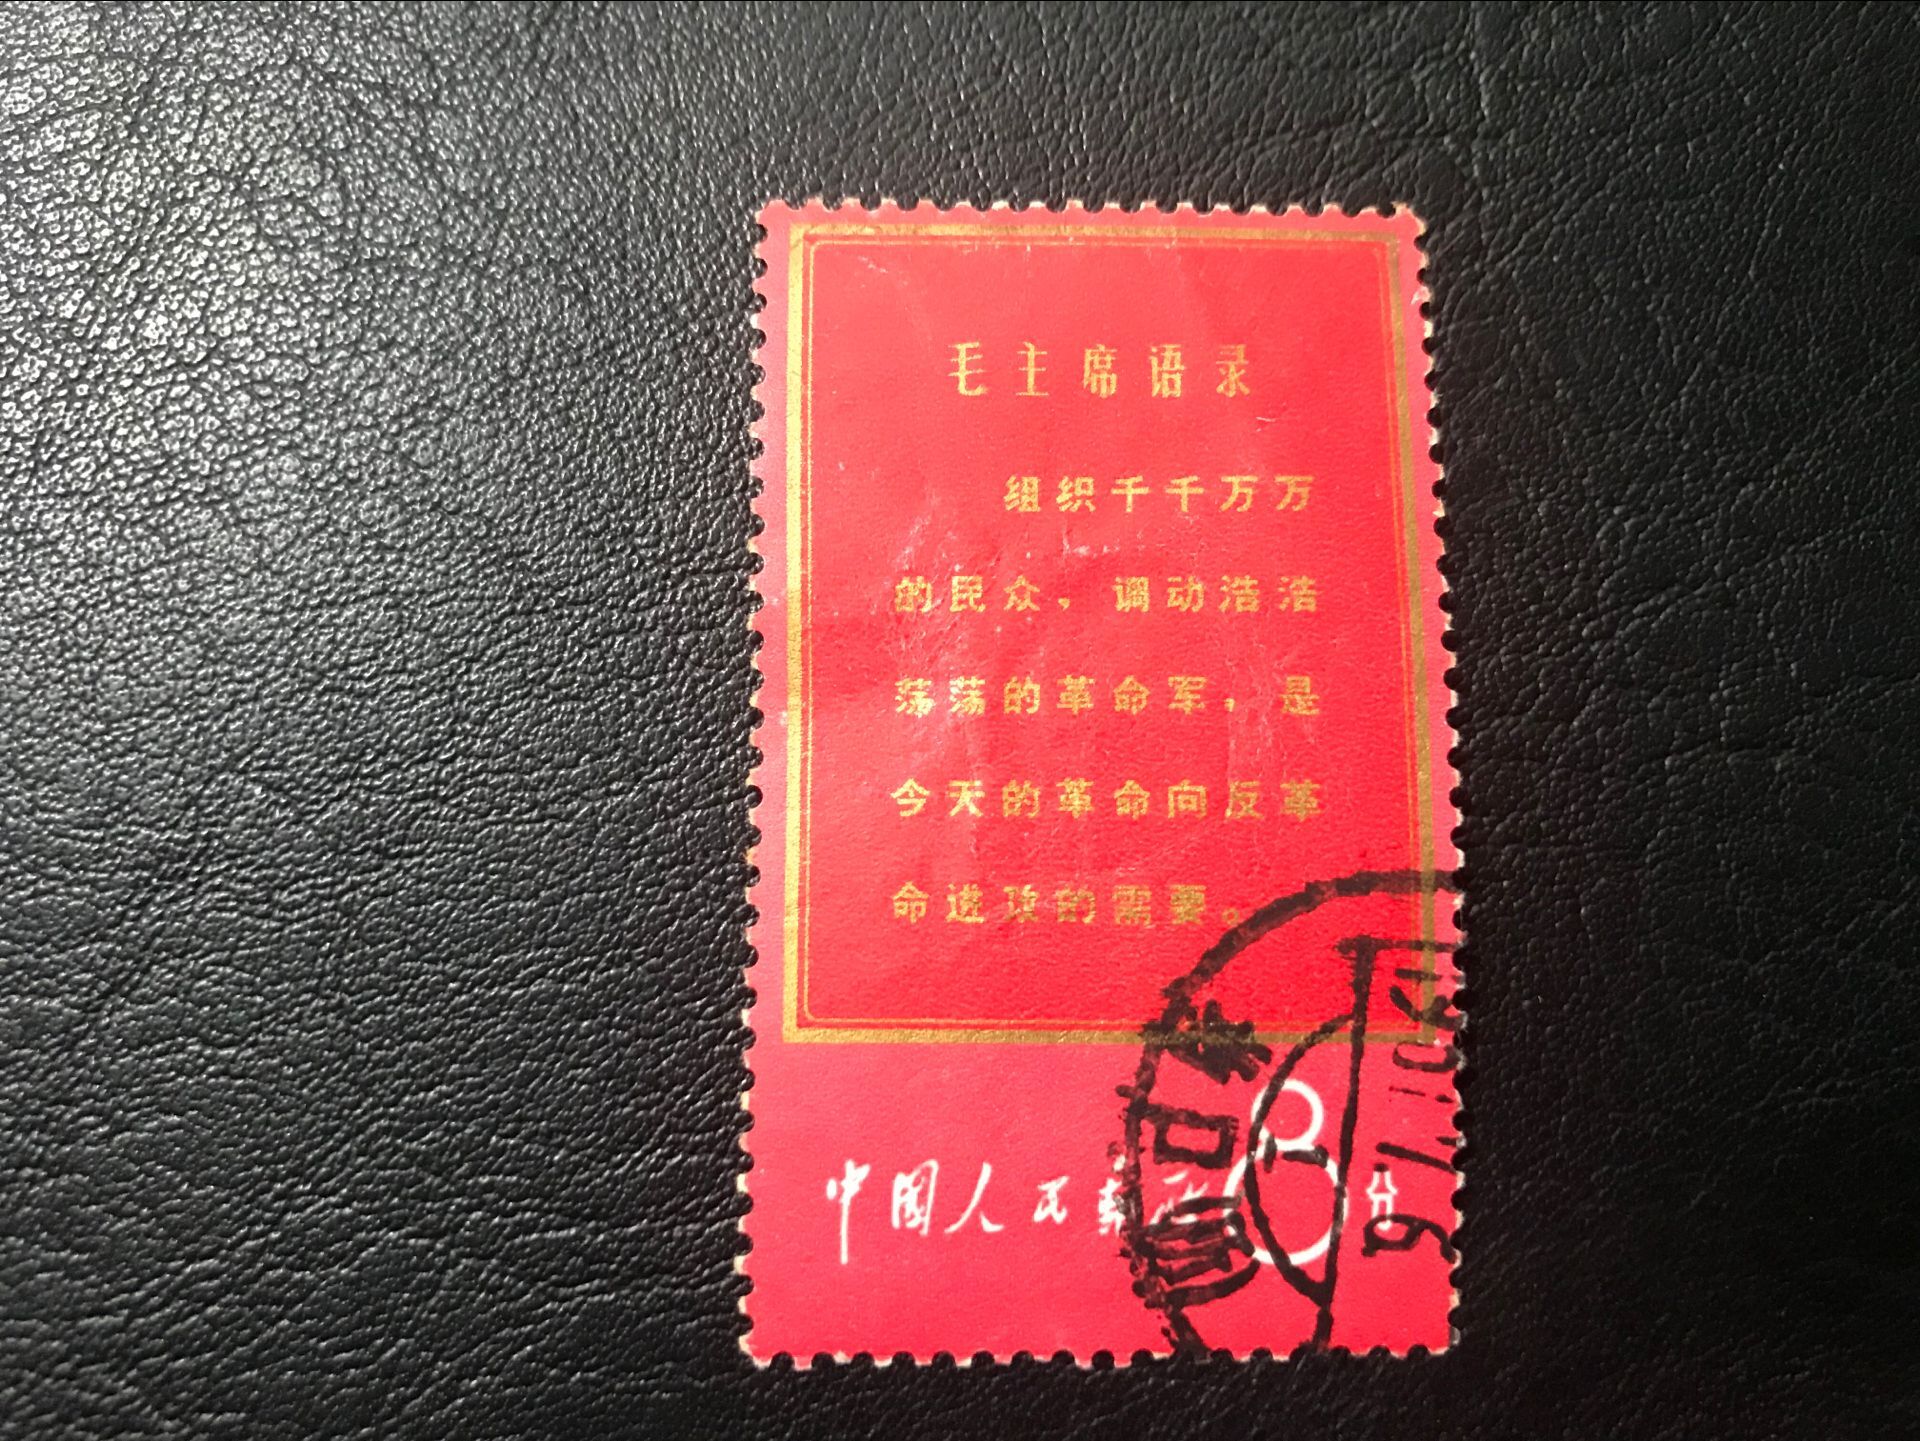 毛主席语录
组织千千万万
的民众，调动浩浩
荡荡的革命军，是
今天的革命向反革
命进攻的需要。
中国人民邮政
8分